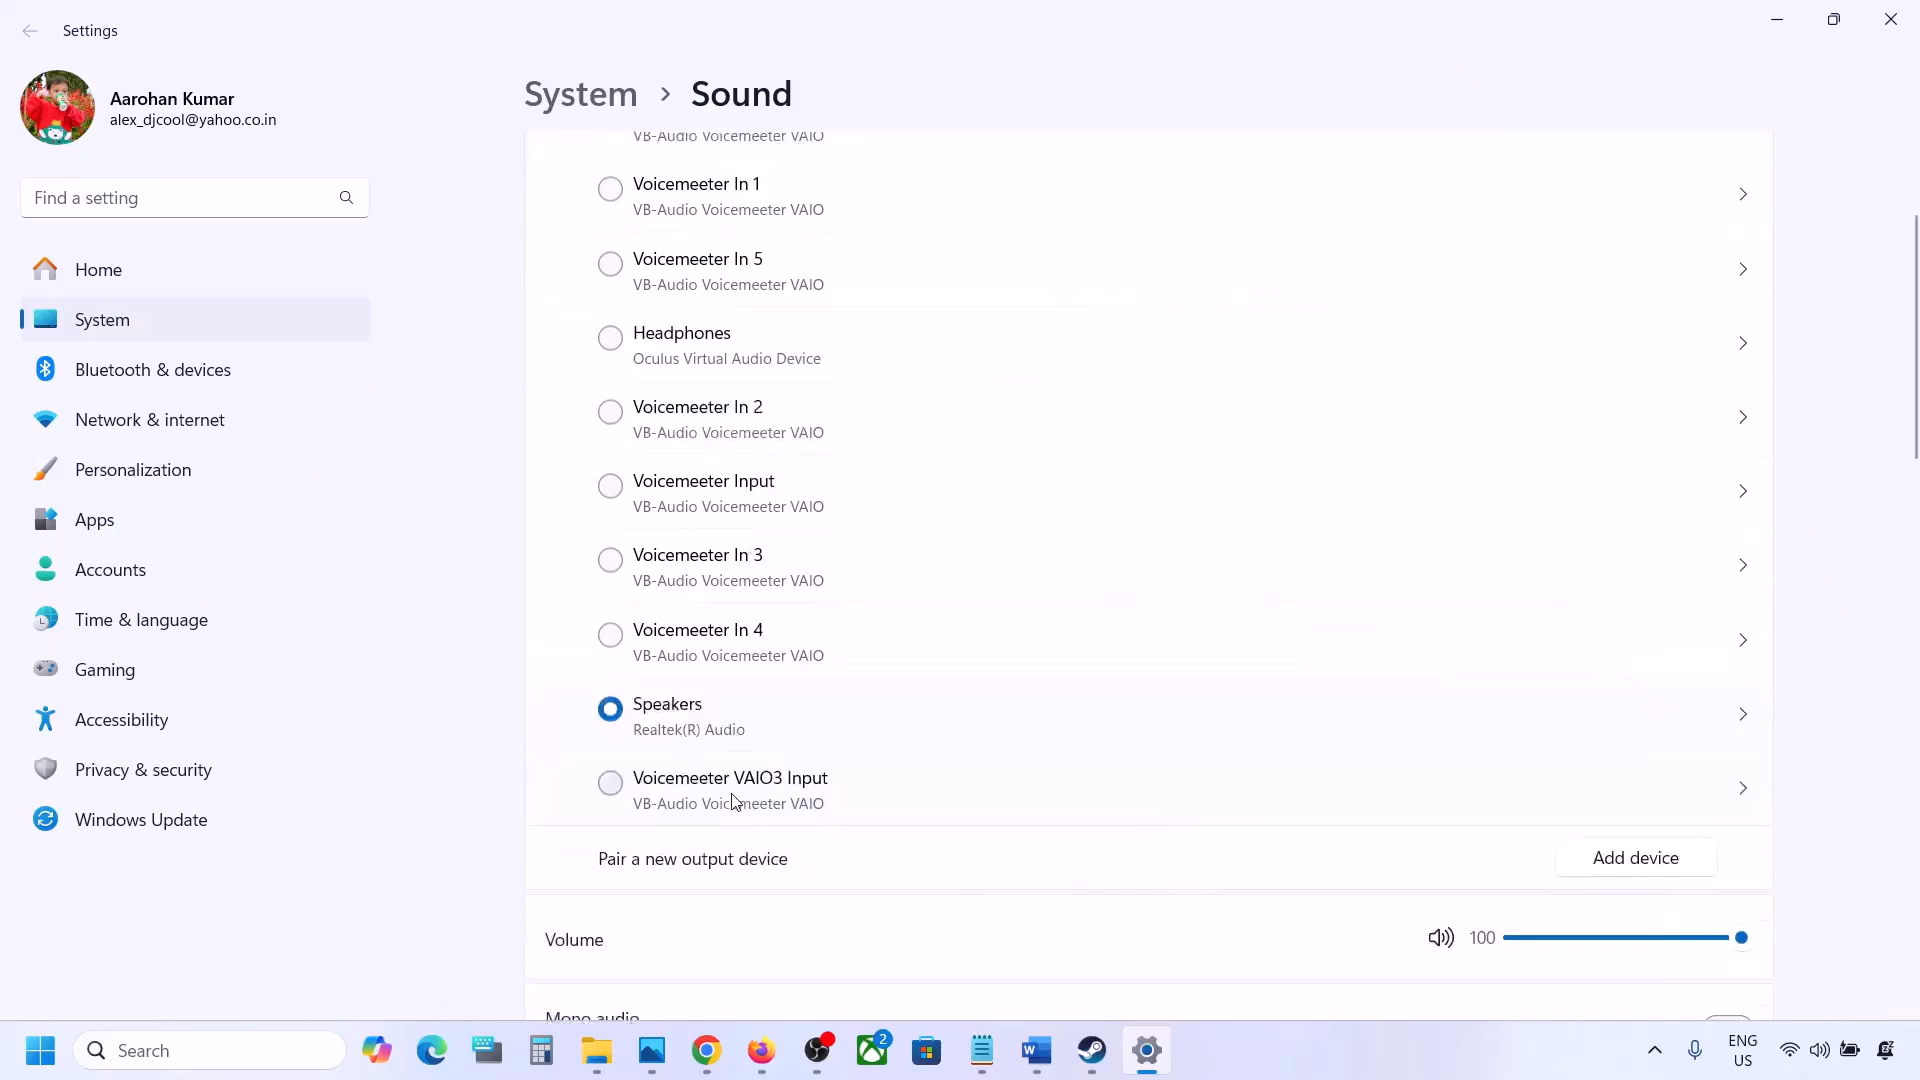 Settings
Aarohan Kumar
alex_djcool@yahoo.co.in
Find a setting
Home
System
Bluetooth & devices
Network & internet
Personalization
Apps
Accounts
Time & language
Gaming
Accessibility
Privacy & security
Windows Update
System > Sound
VB-Audio Voicemeeter VAIO
Voicemeeter In 1
VB-Audio Voicemeeter VAIO
Voicemeeter In 5
VB-Audio Voicemeeter VAIO
Headphones
Oculus Virtual Audio Device
Voicemeeter In 2
VB-Audio Voicemeeter VAIO
Voicemeeter Input
VB-Audio Voicemeeter VAIO
Voicemeeter In 3
VB-Audio Voicemeeter VAIO
Voicemeeter In 4
VB-Audio Voicemeeter VAIO
Speakers
Realtek(R) Audio
Voicemeeter VAIO3 Input
VB-Audio Voicemeeter VAIO
Pair a new output device
Add device
Volume
100
Mono audio
Search
2
ENG
US